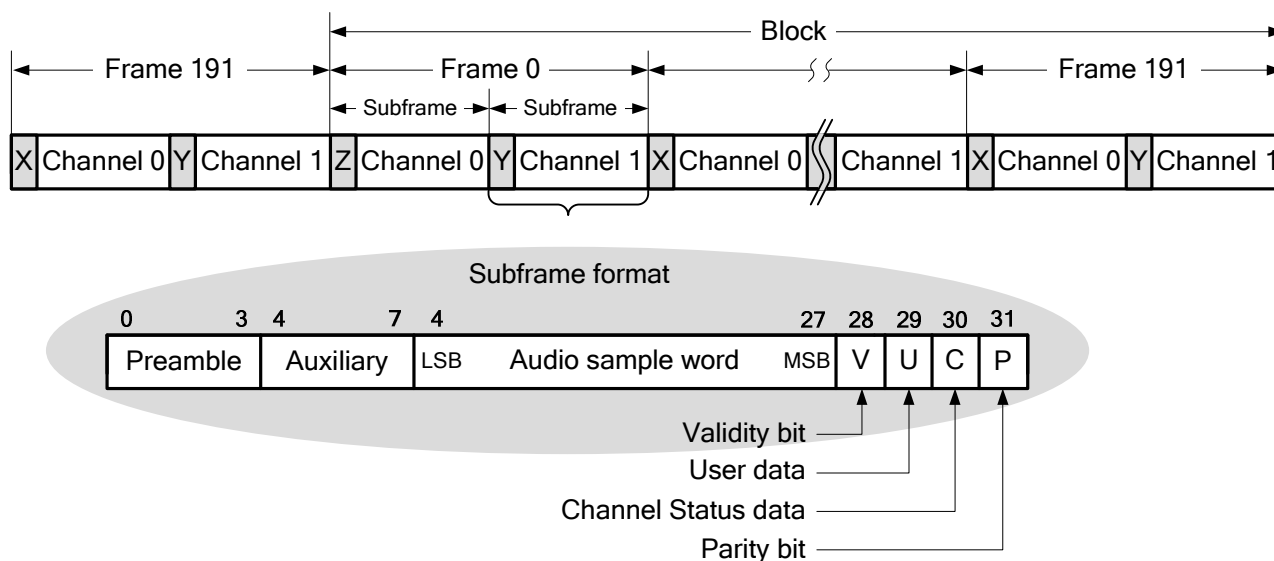 Block
Frame 191 Frame 0 Frame 191
Subframe Subframe
X Channel 0 Y Channel 1 Z Channel 0 Y Channel 1 X Channel 0 Channel 1 X Channel 0 Y Channel 1
Subframe format
0 3 4 7 4 27 28 29 30 31
Preamble Auxiliary LSB Audio sample word MSB V U C P
Validity bit
User data
Channel Status data
Parity bit